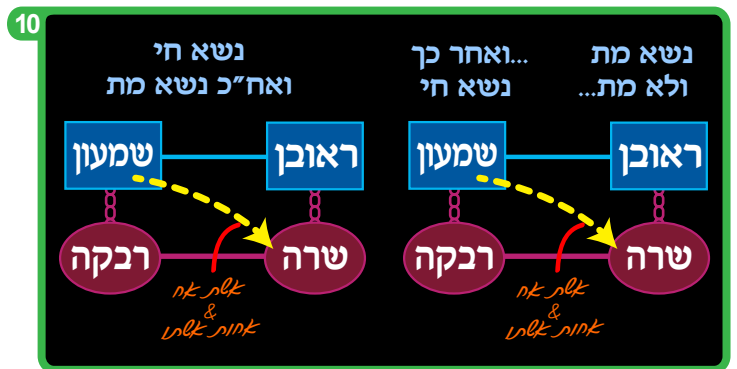 10
נשא מת
ולא מת...
...ואחר כך
נשא חי
ראובן
שמעון
שרה
רבקה
אשת אח
&
אחות אשתו
נשא חי
ואח"כ נשא מת
ראובן
שמעון
שרה
רבקה
אשת אח
&
אחות אשתו